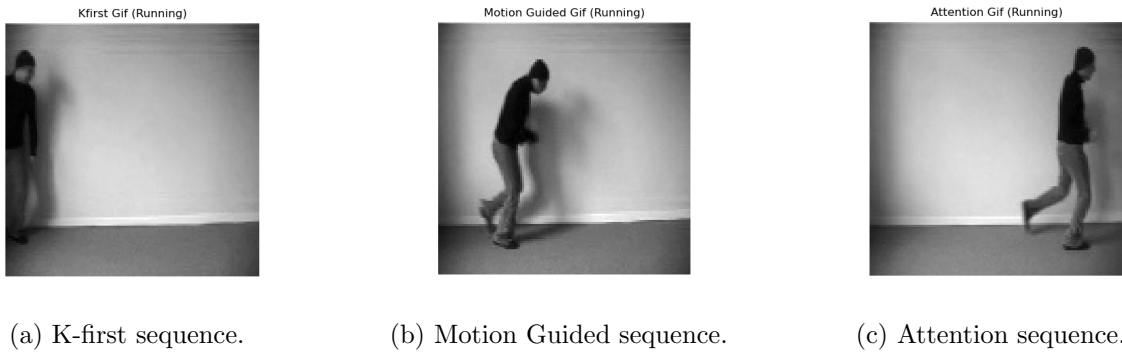 Kfirst Gif (Running)
Motion Guided Gif (Running)
Attention Gif (Running)
(a) K-first sequence.
(b) Motion Guided sequence.
(c) Attention sequence.